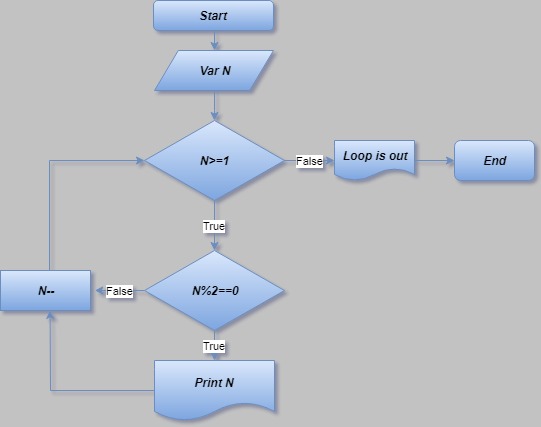 Start
Var N
N>=1
False
Loop is out
End
True
N%2==0
False
N--
True
Print N